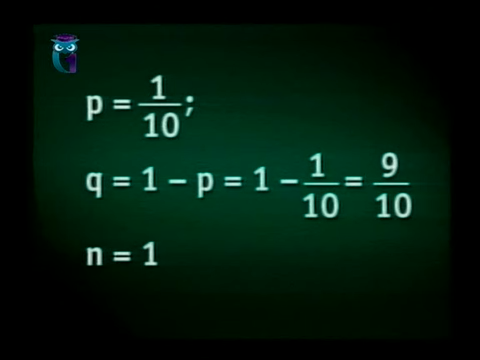 p = 1/10;
q = 1 – p = 1 – 1/10 = 9/10
n = 1